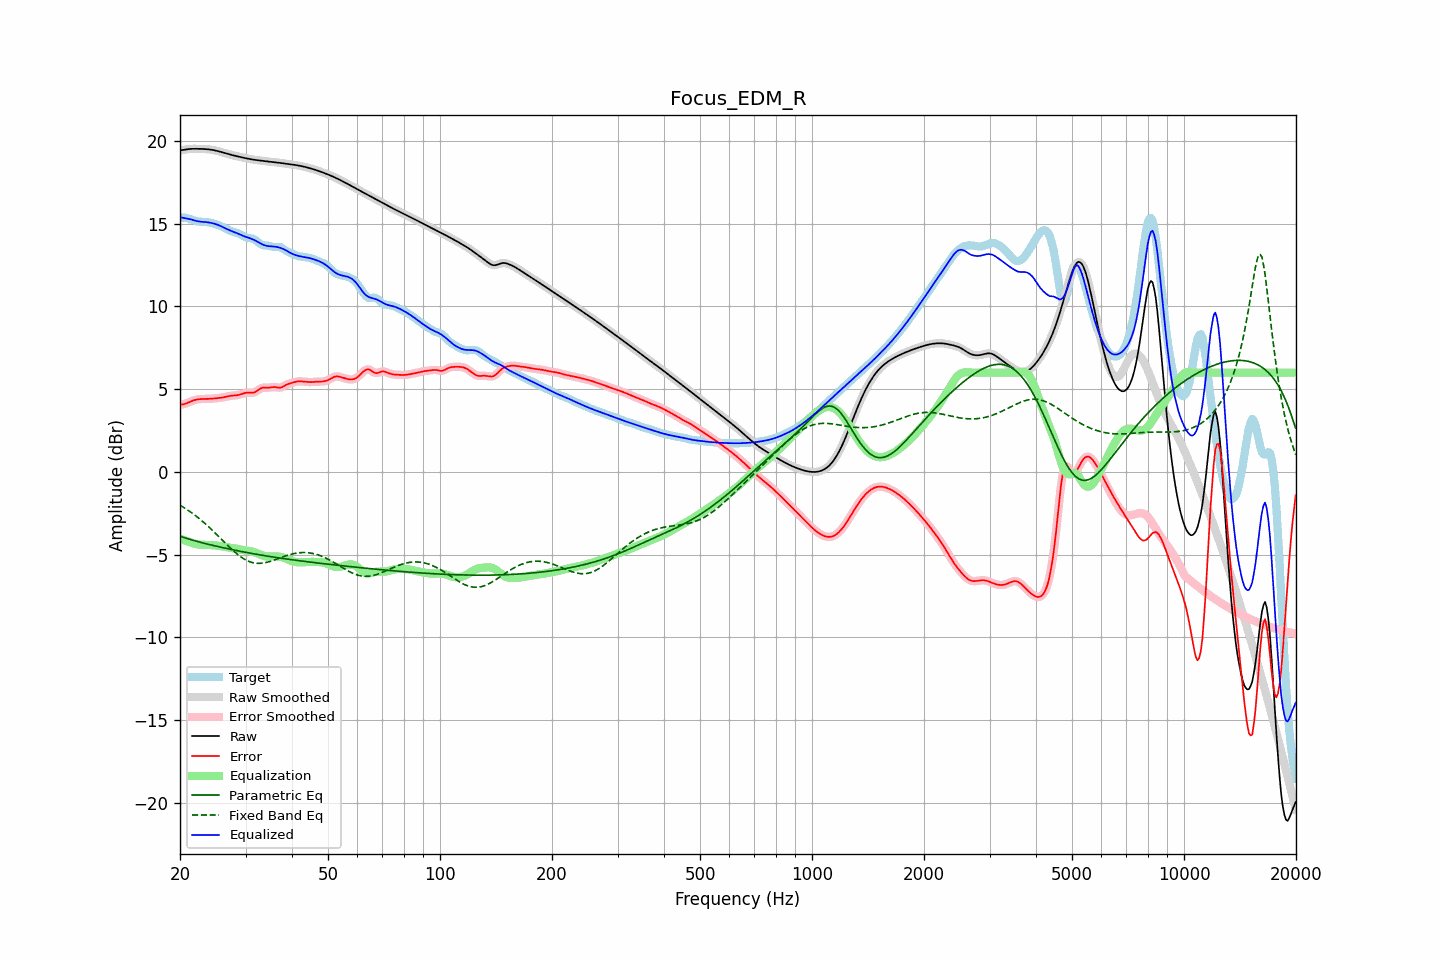 Focus_EDM_R
Amplitude (dBr)
20
15
10
5
0
−5
−10
−15
−20
Target
Raw Smoothed
Error Smoothed
Raw
Error
Equalization
Parametric Eq
Fixed Band Eq
Equalized
20 50 100 200 500 1000 2000 5000 10000 20000
Frequency (Hz)